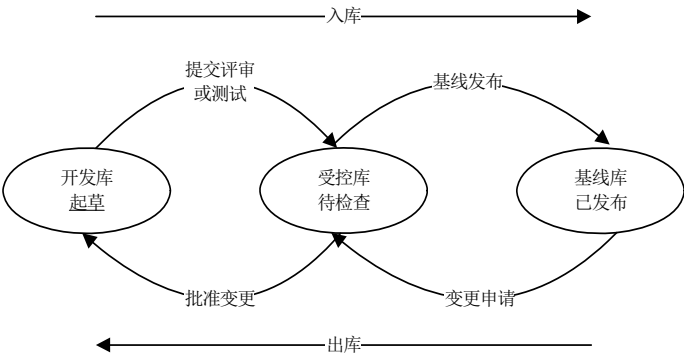 入库
提交评审
或测试
基线发布
开发库
起草
受控库
待检查
基线库
已发布
批准变更
变更申请
出库